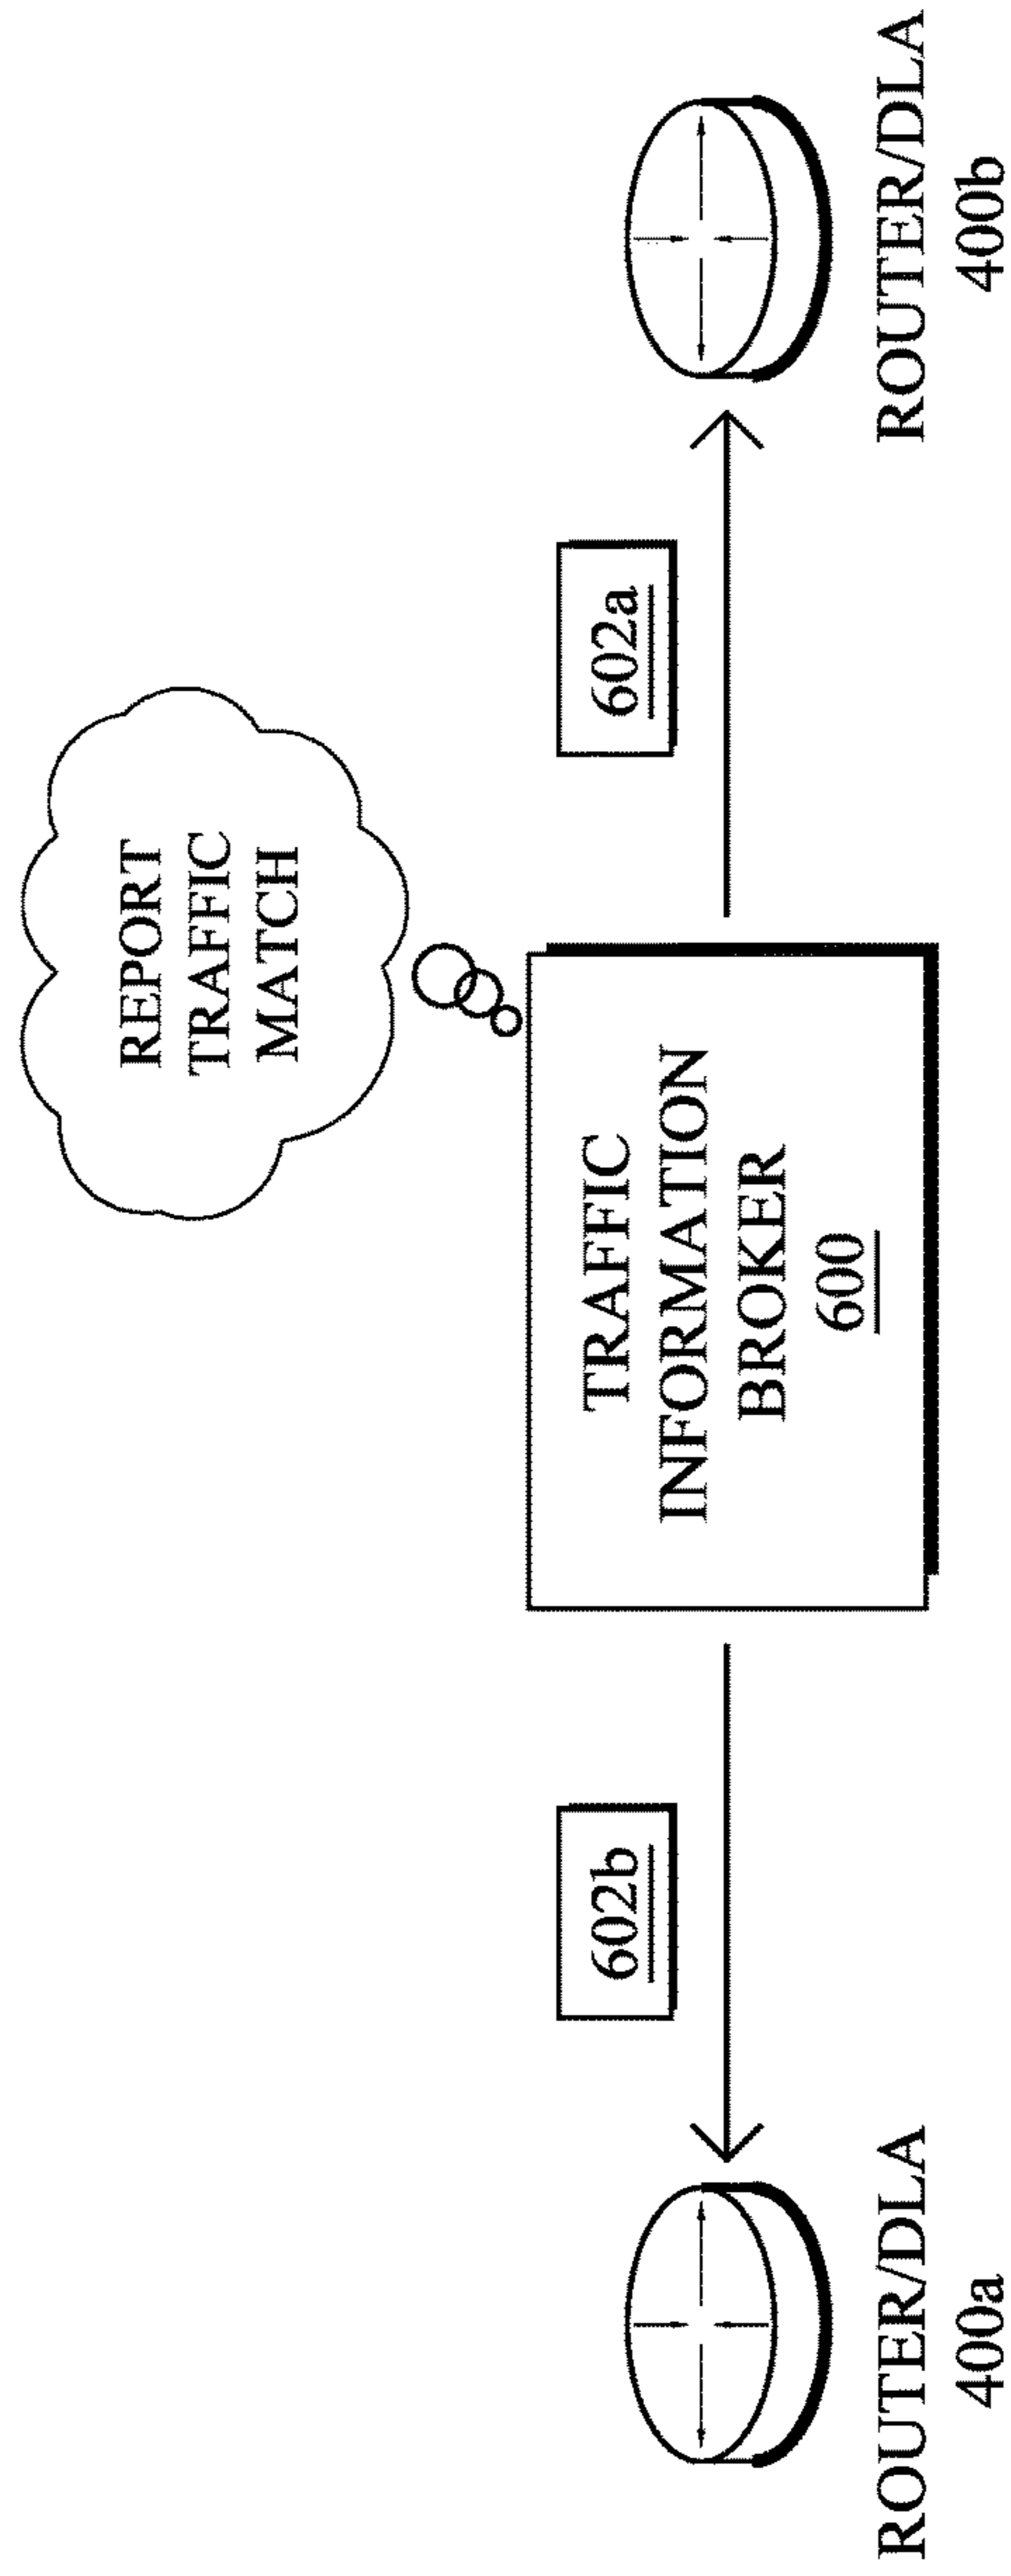 REPORT
TRAFFIC
MATCH
602b
602a
TRAFFIC
INFORMATION
BROKER
600
ROUTER/DLA
400a
ROUTER/DLA
400b